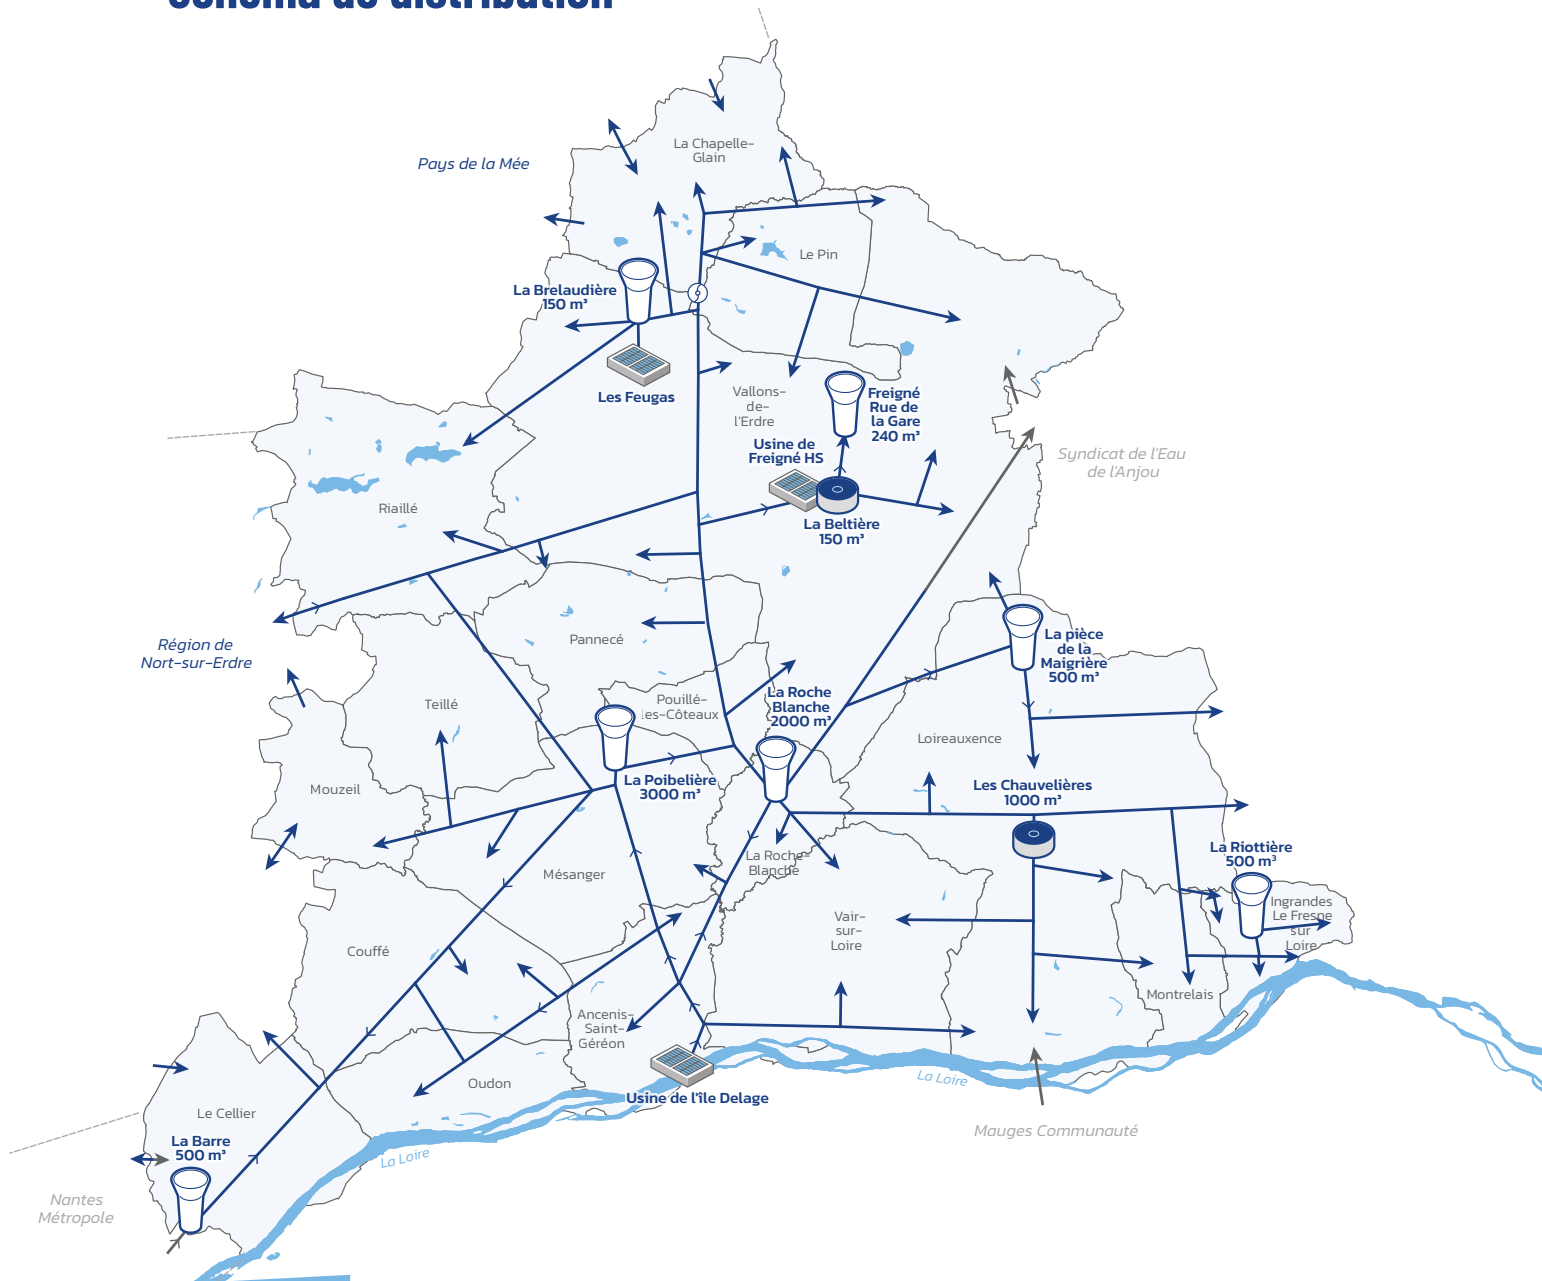 Schéma de distribution
La Chapelle-
Glain
Pays de la Mée
Le Pin
La Brelaudière
150 m³
Les Feugas
Vallons-
de-
l'Erdre
Freigné
Rue de
la Gare
240 m³
Usine de
Freigné HS
Syndicat de l'Eau
de l'Anjou
La Beltière
150 m³
Riaillé
Pannecé
Région de
Nort-sur-Erdre
La pièce
de la
Maigrière
500 m³
Teillé
Pouillé-
les-Côteaux
La Roche
Blanche
2000 m³
Loireauxence
Mouzeil
La Poibelière
3000 m³
Les Chauvelières
1000 m³
La Riottière
500 m³
La Roche-
Blanche
Mésanger
Ingrandes
Le Fresne
sur
Loire
Vair-
sur-
Loire
Couffé
Montrelais
Ancenis-
Saint-
Géréon
Oudon
La Loire
Usine de l'île Delage
Le Cellier
Mauges Communauté
La Barre
500 m³
La Loire
Nantes
Métropole